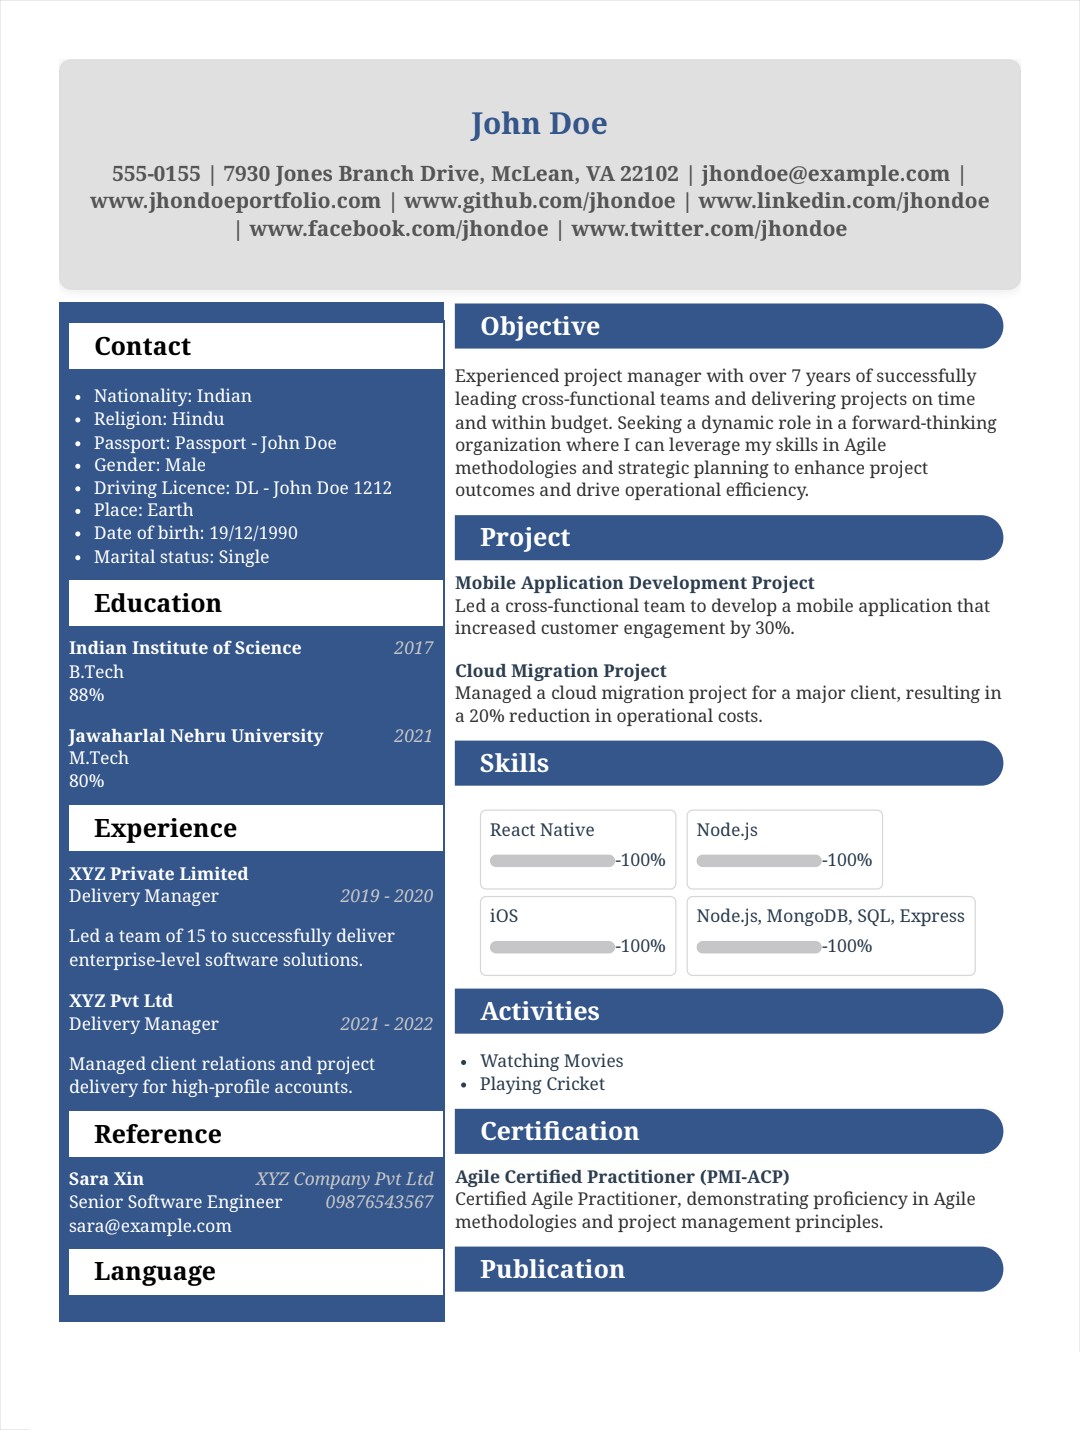 John Doe
555-0155 | 7930 Jones Branch Drive, McLean, VA 22102 | jhondoe@example.com |
www.jhondoeportfolio.com | www.github.com/jhondoe | www.linkedin.com/jhondoe
| www.facebook.com/jhondoe | www.twitter.com/jhondoe
Contact
• Nationality: Indian
• Religion: Hindu
• Passport: Passport - John Doe
• Gender: Male
• Driving Licence: DL - John Doe 1212
• Place: Earth
• Date of birth: 19/12/1990
• Marital status: Single
Education
Indian Institute of Science 2017
B.Tech
88%
Jawaharlal Nehru University 2021
M.Tech
80%
Experience
XYZ Private Limited
Delivery Manager 2019 - 2020
Led a team of 15 to successfully deliver
enterprise-level software solutions.
XYZ Pvt Ltd
Delivery Manager 2021 - 2022
Managed client relations and project
delivery for high-profile accounts.
Reference
Sara Xin XYZ Company Pvt Ltd
Senior Software Engineer 09876543567
sara@example.com
Language
Objective
Experienced project manager with over 7 years of successfully
leading cross-functional teams and delivering projects on time
and within budget. Seeking a dynamic role in a forward-thinking
organization where I can leverage my skills in Agile
methodologies and strategic planning to enhance project
outcomes and drive operational efficiency.
Project
Mobile Application Development Project
Led a cross-functional team to develop a mobile application that
increased customer engagement by 30%.
Cloud Migration Project
Managed a cloud migration project for a major client, resulting in
a 20% reduction in operational costs.
Skills
React Native
-100%
Node.js
-100%
iOS
-100%
Node.js, MongoDB, SQL, Express
-100%
Activities
• Watching Movies
• Playing Cricket
Certification
Agile Certified Practitioner (PMI-ACP)
Certified Agile Practitioner, demonstrating proficiency in Agile
methodologies and project management principles.
Publication